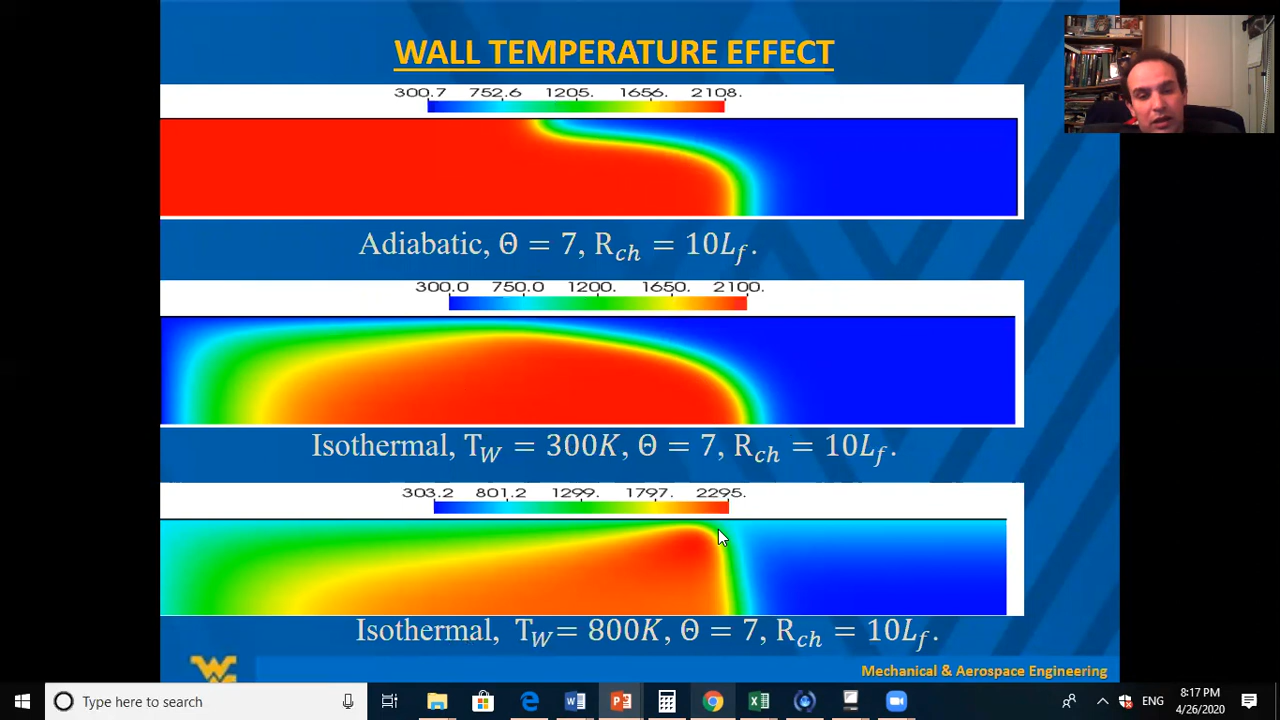 WALL TEMPERATURE EFFECT
300.7 752.6 1205. 1656. 2108.
Adiabatic, Θ = 7, R_ch = 10L_f.
300.0 750.0 1200. 1650. 2100.
Isothermal, T_W = 300K, Θ = 7, R_ch = 10L_f.
303.2 801.2 1299. 1797. 2295.
Isothermal, T_W= 800K, Θ = 7, R_ch = 10L_f.
Mechanical & Aerospace Engineering
Type here to search
ENG
8:17 PM
4/26/2020